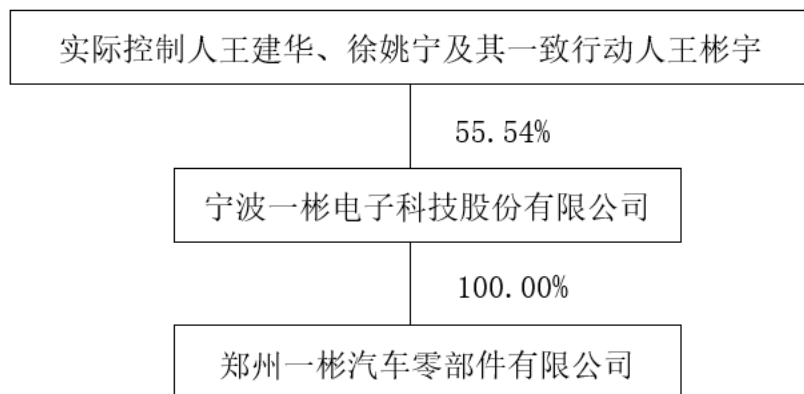 实际控制人王建华、徐姚宁及其一致行动人王彬宇
55.54%
宁波一彬电子科技股份有限公司
100.00%
郑州一彬汽车零部件有限公司